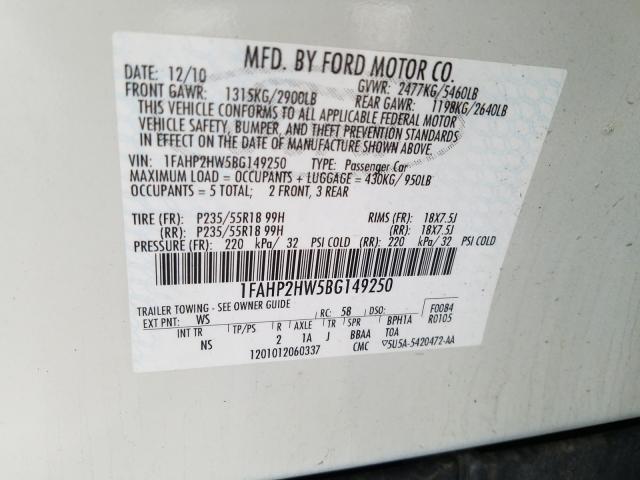 MFD. BY FORD MOTOR CO.
DATE: 12/10 GVWR: 2477KG/5460LB
FRONT GAWR: 1315KG/2900LB REAR GAWR: 1198KG/2640LB
THIS VEHICLE CONFORMS TO ALL APPLICABLE FEDERAL MOTOR
VEHICLE SAFETY, BUMPER, AND THEFT PREVENTION STANDARDS
IN EFFECT ON THE DATE OF MANUFACTURE SHOWN ABOVE.
VIN: 1FAHP2HW5BG149250 TYPE: Passenger Car
MAXIMUM LOAD = OCCUPANTS + LUGGAGE = 430KG/950LB
OCCUPANTS = 5 TOTAL; 2 FRONT, 3 REAR
TIRE (FR): P235/55R18 99H RIMS (FR): 18X7.5J
(RR): P235/55R18 99H (RR): 18X7.5J
PRESSURE (FR): 220 kPa/ 32 PSI COLD (RR): 220 kPa/ 32 PSI COLD
1FAHP2HW5BG149250
TRAILER TOWING - SEE OWNER GUIDE F0084
EXT PNT: WS RC: 5B DSO: R0105
INT TR TP/PS R AXLE TR SPR BPH1A
NS 2 1A J BBAA TOA
1201012060337 CMC ▽5U5A-5420472-AA